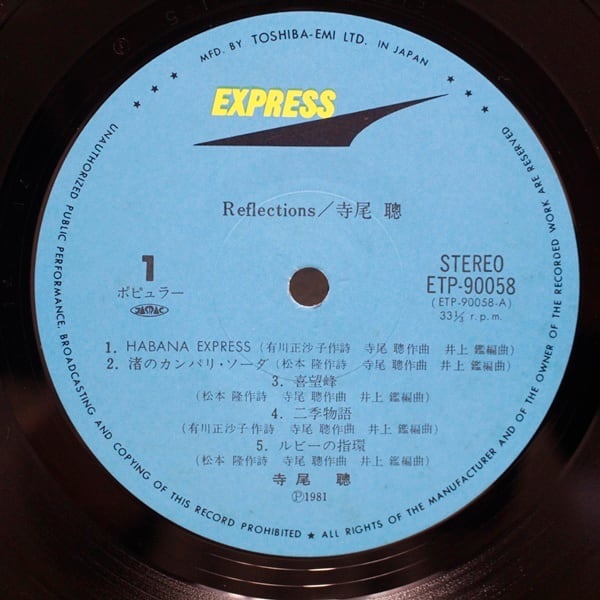 MFD. BY TOSHIBA-EMI LTD. IN JAPAN
★ ★ ★
★ ★ ★
EXPRESS
Reflections/寺尾 聰
1
ポピュラー
JASRAC
STEREO
ETP-90058
(ETP-90058-A)
33⅓ r.p.m.
1. HABANA EXPRESS (有川正沙子作詩 寺尾 聰作曲 井上 鑑編曲)
2. 渚のカンパリ・ソーダ (松本 隆作詩 寺尾 聰作曲 井上 鑑編曲)
3. 喜望峰
(松本 隆作詩 寺尾 聰作曲 井上 鑑編曲)
4. 二季物語
(有川正沙子作詩 寺尾 聰作曲 井上 鑑編曲)
5. ルビーの指環
(松本 隆作詩 寺尾 聰作曲 井上 鑑編曲)
寺尾 聰
Ⓟ1981
UNAUTHORIZED PUBLIC PERFORMANCE, BROADCASTING AND COPYING OF THIS RECORD PROHIBITED ★ ALL RIGHTS OF THE MANUFACTURER AND OF THE OWNER OF THE RECORDED WORK ARE RESERVED